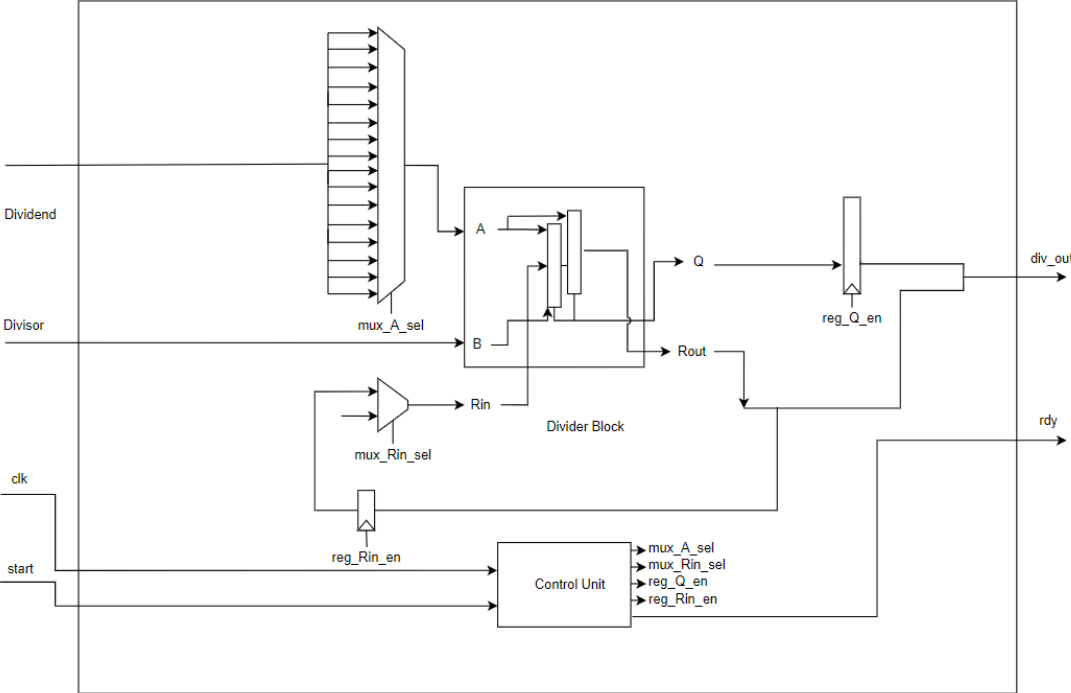 Dividend
mux_A_sel
Divisor
A
B
Q
reg_Q_en
div_out
Rout
Rin
Divider Block
mux_Rin_sel
rdy
clk
reg_Rin_en
start
Control Unit
mux_A_sel
mux_Rin_sel
reg_Q_en
reg_Rin_en